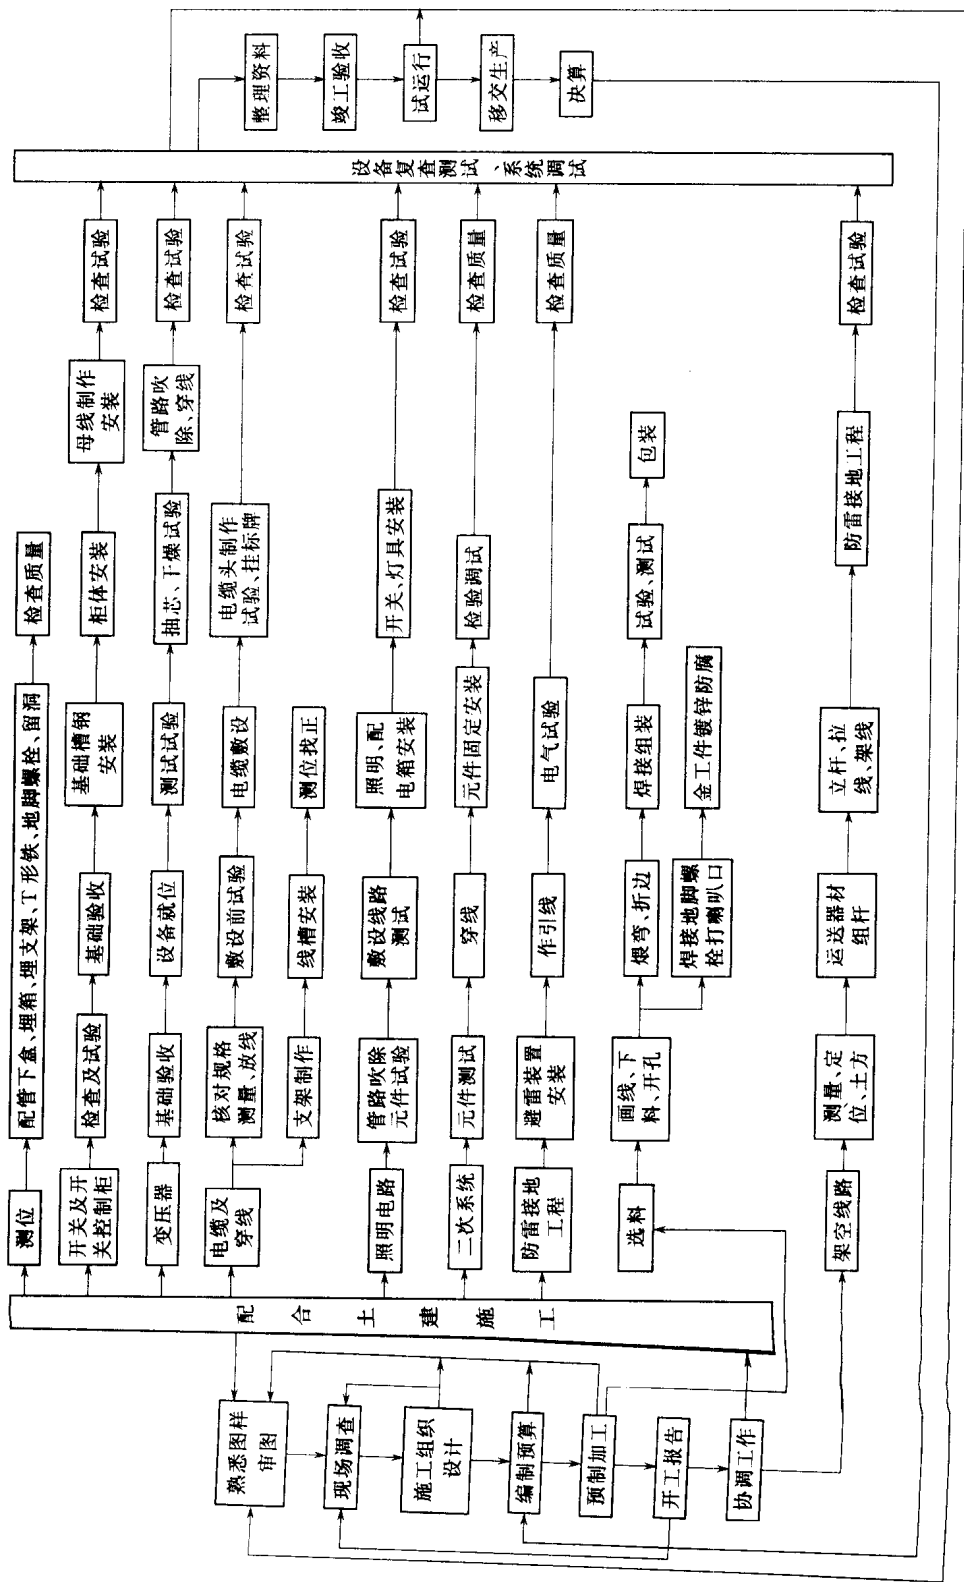 熟悉图样
审图
现场调查
施工组织
设计
编制预算
预制加工
开工报告
协调工作
配合土建施工
测位
配管下盒、埋箱、埋支架、T形铁、地脚螺栓、留洞
检查质量
开关及开
关控制柜
检查及试验
基础验收
基础槽钢
安装
柜体安装
母线制作
安装
检查试验
变压器
基础验收
设备就位
测试试验
抽芯、干燥试验
管路吹
除、穿线
检查试验
电缆及
穿线
核对规格
测量、放线
敷设前试验
电缆敷设
电缆头制作
试验、挂标牌
检查试验
支架制作
线槽安装
测位找正
照明电路
管路吹除
元件试验
敷设线路
测试
照明、配
电箱安装
开关、灯具安装
检查试验
二次系统
元件测试
穿线
元件固定安装
检验调试
检查质量
防雷接地
工程
避雷装置
安装
作引线
电气试验
检查质量
选料
画线、下
料、开孔
煨弯、折边
焊接组装
试验、测试
包装
焊接地脚螺
栓打喇叭口
金工件镀锌防腐
架空线路
测量、定
位、土方
运送器材
组杆
立杆、拉
线、架线
防雷接地工程
检查试验
设备复查测试、系统调试
整理资料
竣工验收
试运行
移交生产
决算